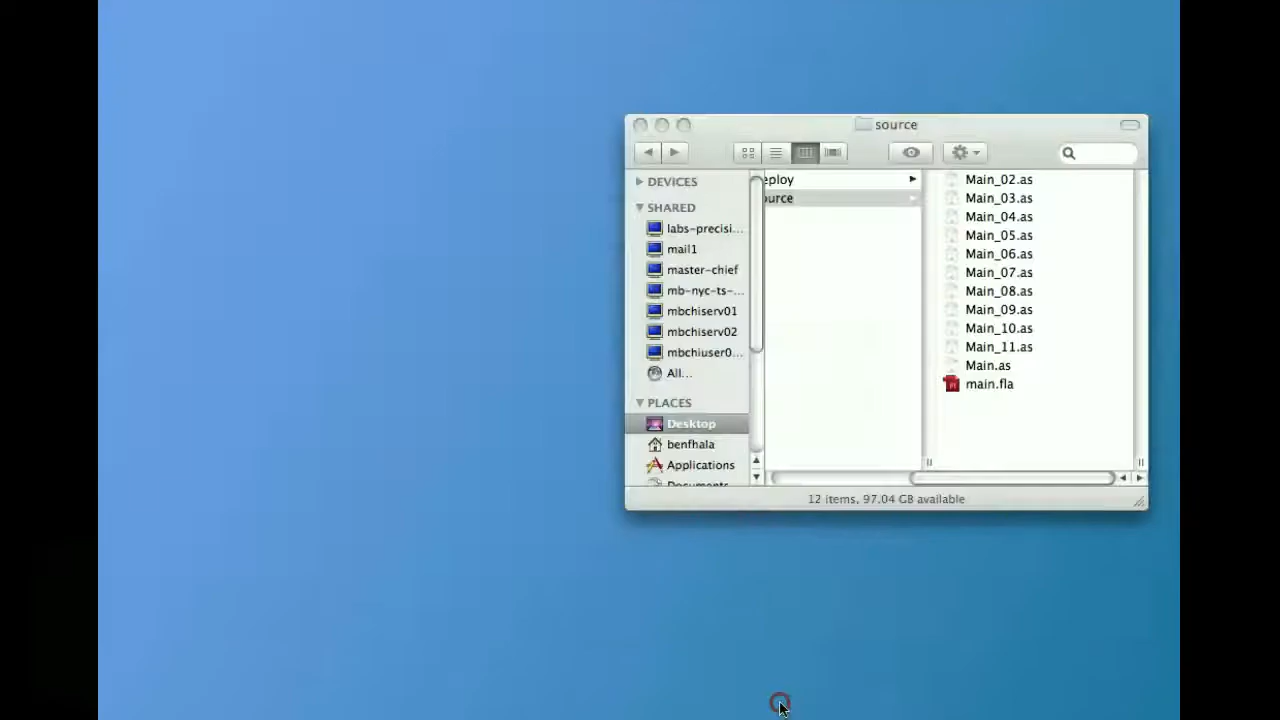 source
DEVICES
SHARED
labs-precisi...
mail1
master-chief
mb-nyc-ts-...
mbchiserv01
mbchiserv02
mbchiuser0...
All...
PLACES
Desktop
benfhala
Applications
Documents
eploy
ource
Main_02.as
Main_03.as
Main_04.as
Main_05.as
Main_06.as
Main_07.as
Main_08.as
Main_09.as
Main_10.as
Main_11.as
Main.as
main.fla
12 items, 97.04 GB available